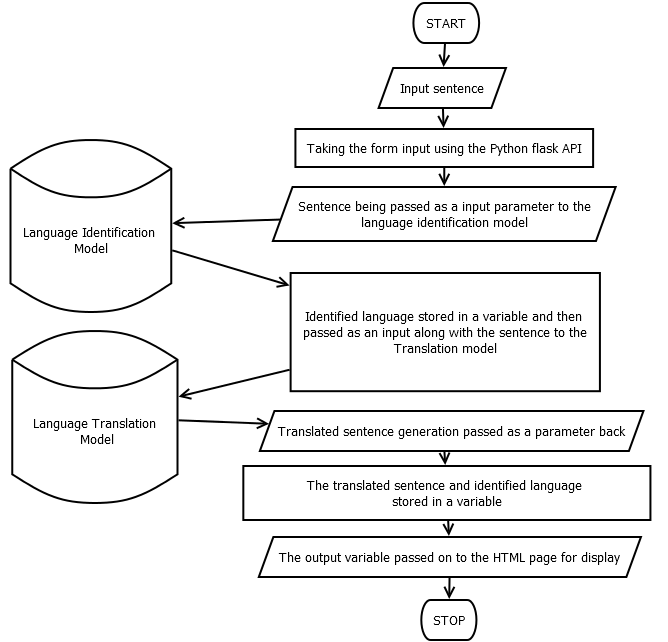 START
Input sentence
Taking the form input using the Python flask API
Sentence being passed as a input parameter to the
language identification model
Language Identification
Model
Identified language stored in a variable and then
passed as an input along with the sentence to the
Translation model
Language Translation
Model
Translated sentence generation passed as a parameter back
The translated sentence and identified language
stored in a variable
The output variable passed on to the HTML page for display
STOP